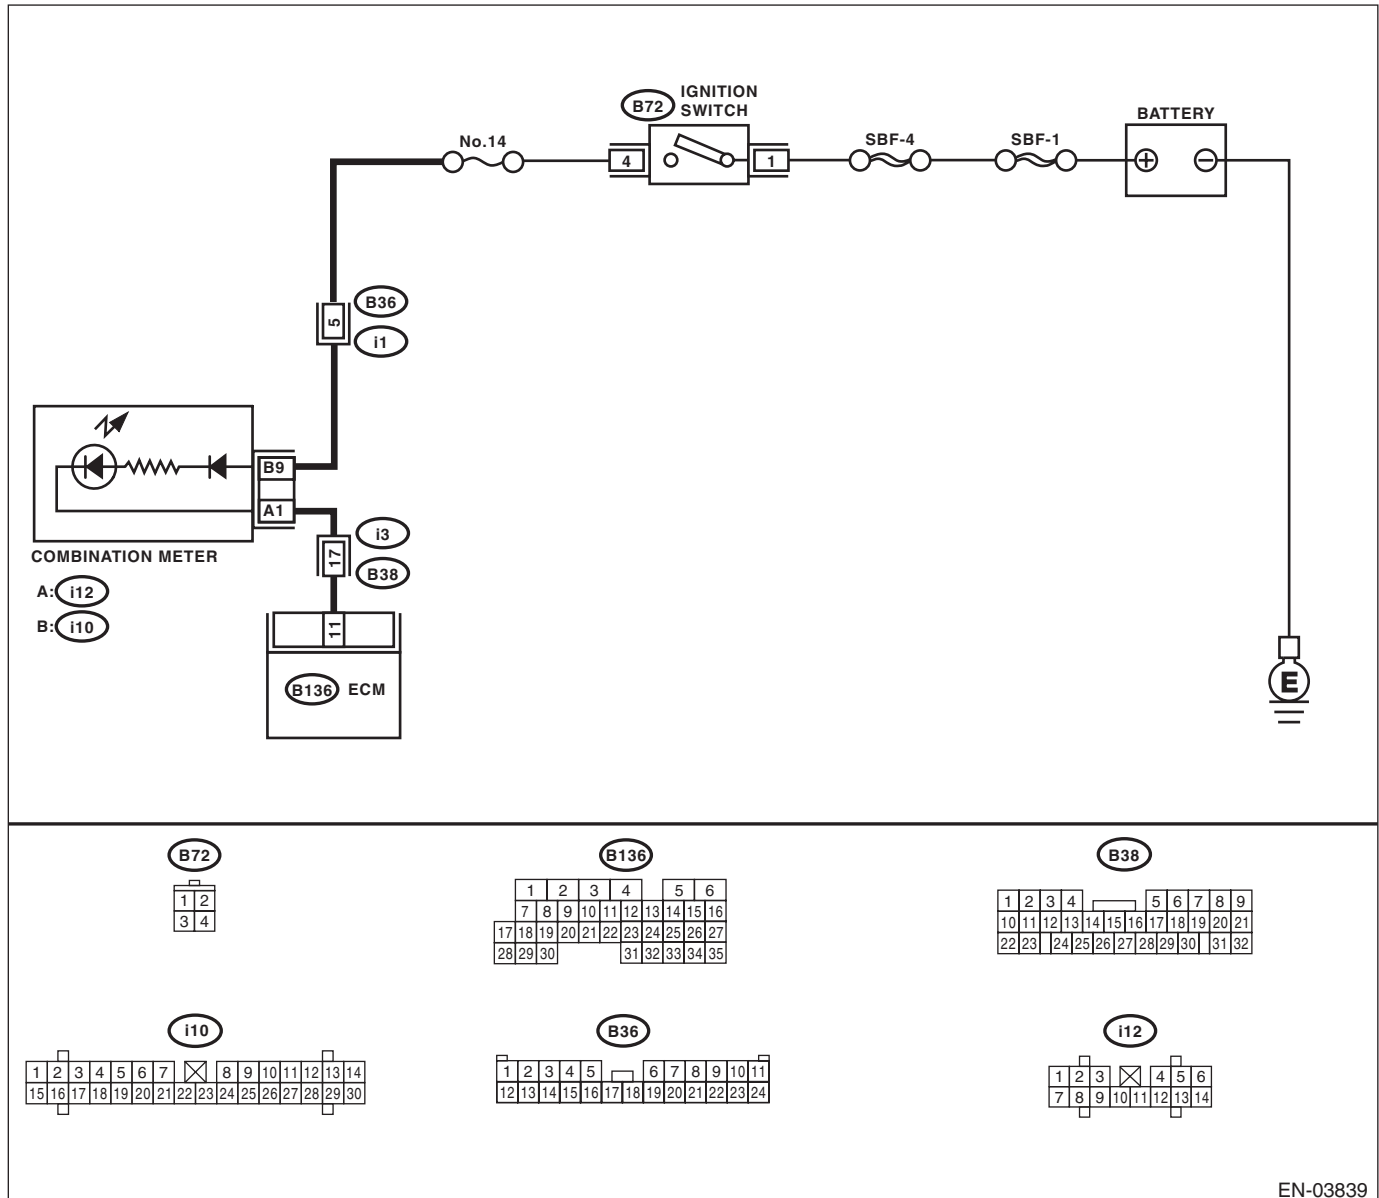 IGNITION
SWITCH
B72
BATTERY
No.14
SBF-4
SBF-1
4
1
+
−
B36
5
i1
B9
A1
i3
17
B38
COMBINATION METER
A: i12
B: i10
11
B136 ECM
E
B72
1 2
3 4
B136
1 2 3 4 5 6
7 8 9 10 11 12 13 14 15 16
17 18 19 20 21 22 23 24 25 26 27
28 29 30 31 32 33 34 35
B38
1 2 3 4 5 6 7 8 9
10 11 12 13 14 15 16 17 18 19 20 21
22 23 24 25 26 27 28 29 30 31 32
i10
1 2 3 4 5 6 7 8 9 10 11 12 13 14
15 16 17 18 19 20 21 22 23 24 25 26 27 28 29 30
B36
1 2 3 4 5 6 7 8 9 10 11
12 13 14 15 16 17 18 19 20 21 22 23 24
i12
1 2 3 4 5 6
7 8 9 10 11 12 13 14
EN-03839